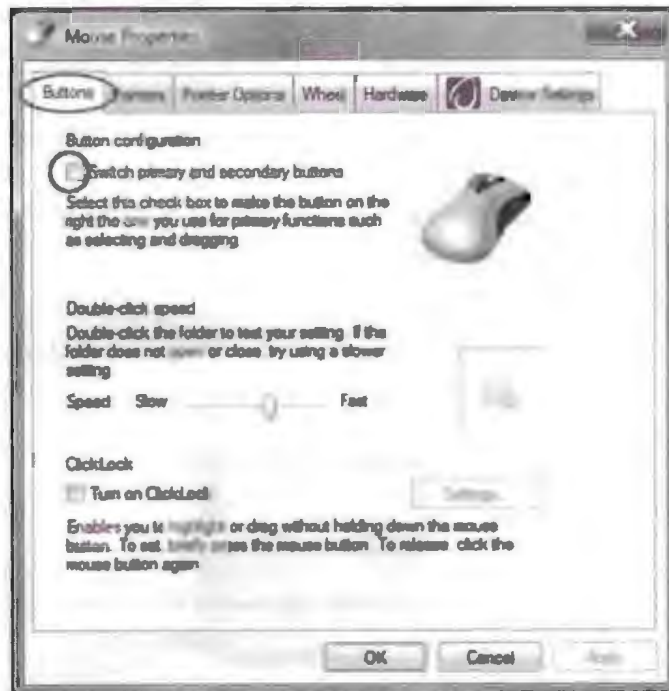 Mouse Properties
Buttons Pointers Pointer Options Wheel Hardware Device Settings
Button configuration
Switch primary and secondary buttons
Select this check box to make the button on the
right the one you use for primary functions such
as selecting and dragging
Double-click speed
Double-click the folder to test your setting. If the
folder does not open or close, try using a slower
setting
Speed: Slow Fast
ClickLock
Turn on ClickLock
Settings
Enables you to highlight or drag without holding down the mouse
button. To set, briefly press the mouse button. To release, click the
mouse button again
OK Cancel Apply